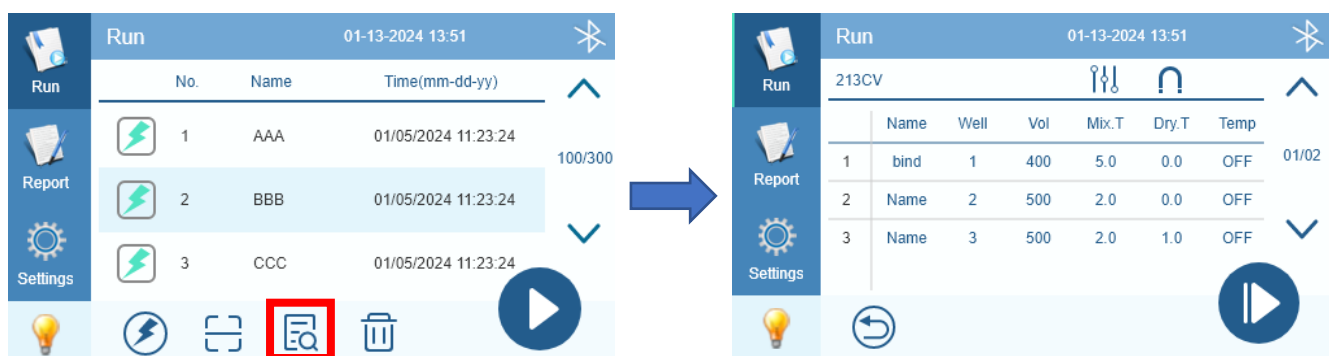 Run 01-13-2024 13:51
Run
No. Name Time(mm-dd-yy)
1 AAA 01/05/2024 11:23:24
100/300
Report
2 BBB 01/05/2024 11:23:24
3 CCC 01/05/2024 11:23:24
Settings
Run 01-13-2024 13:51
Run
213CV
Name Well Vol Mix.T Dry.T Temp
1 bind 1 400 5.0 0.0 OFF
01/02
Report
2 Name 2 500 2.0 0.0 OFF
3 Name 3 500 2.0 1.0 OFF
Settings